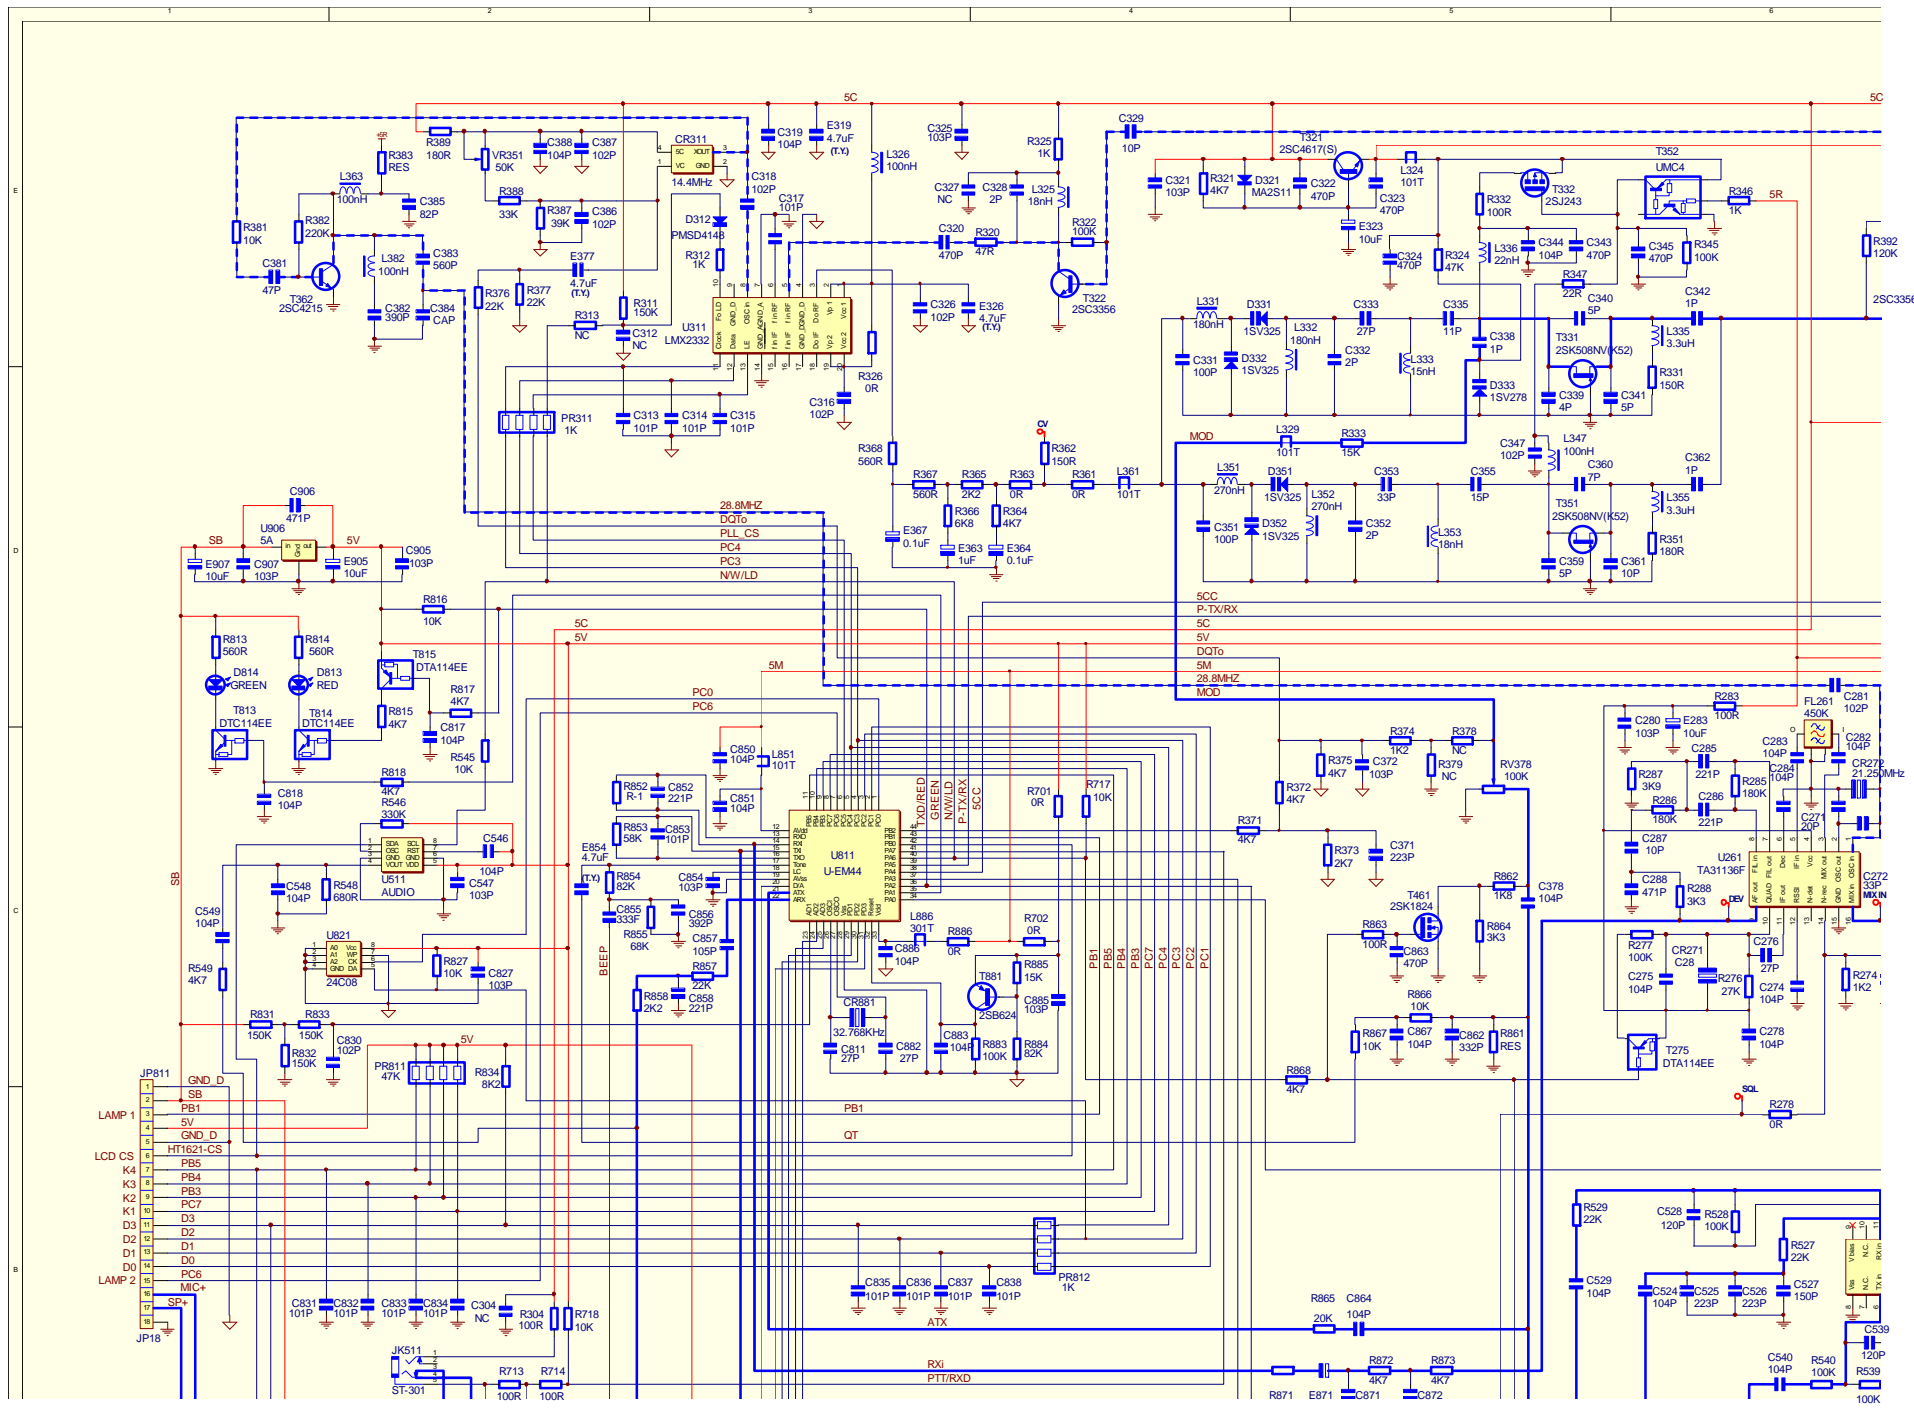 1 2 3 4 5 6
E
D
C
B
5C
5C
+5R
R389
180R
R383
RES
VR351
50K
C388
104P
C387
102P
CR311
SC XOUT
VC GND
14.4MHz
C319
104P
E319
4.7uF
(T.Y.)
L326
100nH
C325
103P
R325
1K
C329
10P
T321
2SC4617(S)
L324
101T
T352
UMC4
L363
100nH
R388
33K
C385
82P
R381
10K
R382
220K
R387
39K
C386
102P
C318
102P
C317
101P
D312
PMSD4148
R312
1K
C327
NC
C328
2P
L325
18nH
R322
100K
C320
470P
R320
47R
C321
103P
R321
4K7
D321
MA2S11
C322
470P
C323
470P
E323
10uF
C324
470P
R324
47K
R332
100R
T332
2SJ243
R346
1K
5R
L336
22nH
C344
104P
C343
470P
C345
470P
R345
100K
R392
120K
2SC3356
C381
47P
T362
2SC4215
L382
100nH
C383
560P
C382
390P
C384
CAP
R376
22K
R377
22K
E377
4.7uF
(T.Y.)
R311
150K
R313
NC
C312
NC
U311
LMX2332
R326
0R
C326
102P
E326
4.7uF
(T.Y.)
T322
2SC3356
R347
22R
L331
180nH
D331
1SV325
L332
180nH
C333
27P
C335
11P
C340
5P
C342
1P
C331
100P
D332
1SV325
C332
2P
L333
15nH
C338
1P
T331
2SK508NV(K52)
L335
3.3uH
R331
150R
D333
1SV278
C339
4P
C341
5P
PR311
1K
C313
101P
C314
101P
C315
101P
C316
102P
R368
560R
CV
R362
150R
MOD
L329
101T
R333
15K
C347
102P
L347
100nH
C360
7P
C362
1P
R367
560R
R365
2K2
R363
0R
R361
0R
L361
101T
L351
270nH
D351
1SV325
L352
270nH
C353
33P
C355
15P
R366
6K8
R364
4K7
E367
0.1uF
E363
1uF
E364
0.1uF
C351
100P
D352
1SV325
C352
2P
L353
18nH
T351
2SK508NV(K52)
L355
3.3uH
R351
180R
C359
5P
C361
10P
28.8MHZ
DQTo
PLL_CS
PC4
PC3
N/W/LD
C906
471P
U906
5A
in Gnd out
SB
5V
E907
10uF
C907
103P
E905
10uF
C905
103P
R816
10K
5CC
P-TX/RX
5C
5V
5C
5V
DQTo
5M
5M
28.8MHZ
MOD
R813
560R
R814
560R
D814
GREEN
D813
RED
T815
DTA114EE
R817
4K7
R815
4K7
T813
DTC114EE
T814
DTC114EE
C817
104P
R545
10K
PC0
PC6
C850
104P
L851
101T
C851
104P
R818
4K7
C818
104P
R546
330K
R852
R-1
C852
221P
R853
58K
C853
101P
E854
4.7uF
(T.Y.)
R854
82K
C854
103P
C855
333F
C856
392P
R855
68K
C857
105P
R857
22K
R858
2K2
C858
221P
U811
U-EM44
TXD/RED
GREEN
N/W/LD
P-TX/RX
5CC
R701
0R
R717
10K
R371
4K7
R372
4K7
R375
4K7
C372
103P
R374
1K2
R378
NC
R379
NC
RV378
100K
R373
2K7
C371
223P
C280
103P
E283
10uF
R283
100R
FL261
450K
C281
102P
C282
104P
C283
104P
C284
104P
C285
221P
R287
3K9
R285
180K
R286
180K
C286
221P
CR272
21.250MHz
C271
20P
C287
10P
U261
TA31136F
C288
471P
R288
3K3
DEV
C272
33P
MIX IN
SB
C546
104P
SDA SCL
OSC RST
GND GND
VOUT VDD
U511
AUDIO
C547
103P
C548
104P
R548
680R
C549
104P
R549
4K7
U821
A0 Vcc
A1 WP
A2 CK
GND DA
24C08
R827
10K
C827
103P
BEEP
L886
301T
C886
104P
R886
0R
R702
0R
T881
2SB624
R885
15K
C885
103P
CR881
32.768KHz
C811
27P
C882
27P
C883
104P
R883
100K
R884
82K
PB1
PB5
PB4
PB3
PC7
PC4
PC3
PC2
PC1
T461
2SK1824
R862
1K8
C378
104P
R863
100R
C863
470P
R864
3K3
R866
10K
R867
10K
C867
104P
C862
332P
R861
RES
R868
4K7
R277
100K
CR271
C28
C276
27P
C275
104P
R276
27K
C274
104P
R274
1K2
T275
DTA114EE
C278
104P
SQL
R278
0R
R831
150K
R833
150K
R832
150K
C830
102P
5V
PR811
47K
R834
8K2
JP811
LAMP 1
LCD CS
K4
K3
K2
K1
D3
D2
D1
D0
LAMP 2
JP18
GND_D
SB
PB1
5V
GND_D
HT1621-CS
PB5
PB4
PB3
PC7
D3
D2
D1
D0
PC6
MIC+
SP+
PB1
QT
C831
101P
C832
101P
C833
101P
C834
101P
C304
NC
R304
100R
R718
10K
C835
101P
C836
101P
C837
101P
C838
101P
PR812
1K
R865
20K
C864
104P
ATX
RXi
PTT/RXD
JK511
ST-301
R713
100R
R714
100R
R871
E871
C871
R872
4K7
C872
R873
4K7
R529
22K
C528
120P
R528
100K
R527
22K
C529
104P
C524
104P
C525
223P
C526
223P
C527
150P
C539
120P
C540
104P
R540
100K
R539
100K